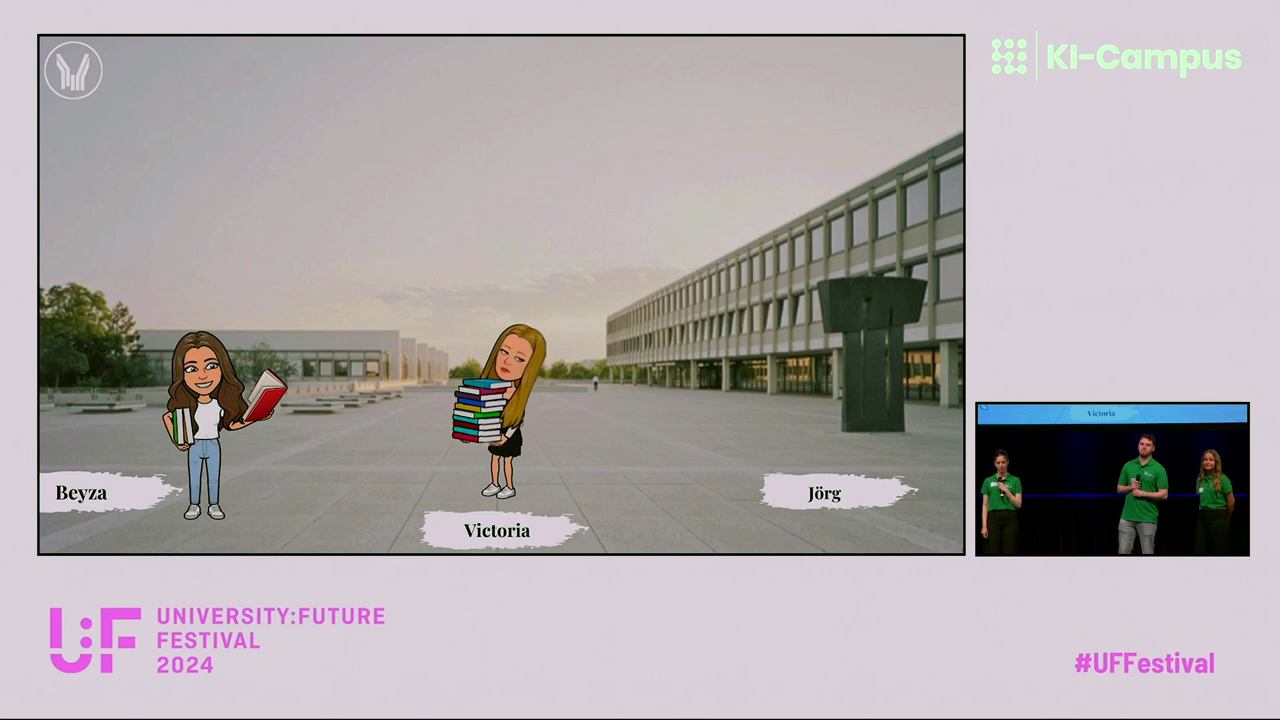 KI-Campus
Beyza
Victoria
Jörg
Victoria
UNIVERSITY:FUTURE
FESTIVAL
2024
U:F
#UFFestival